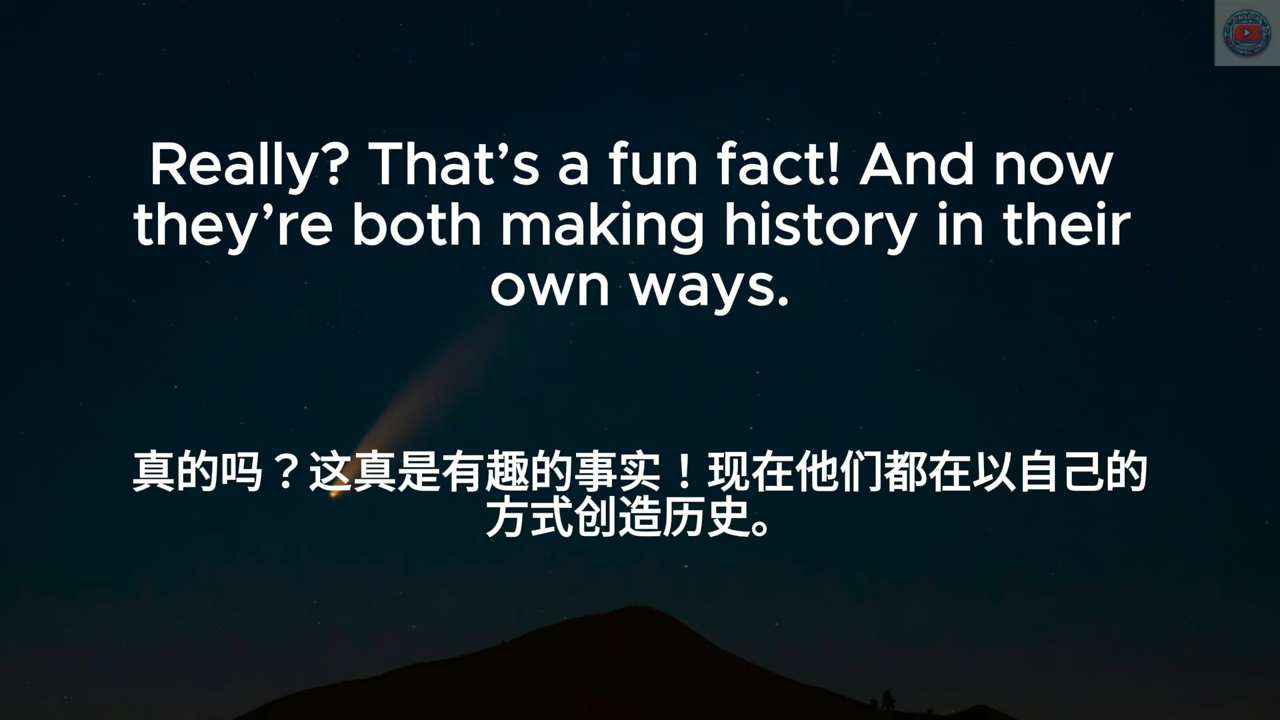 Really? That’s a fun fact! And now
they’re both making history in their
own ways.
真的吗？这真是有趣的事实！现在他们都在以自己的
方式创造历史。